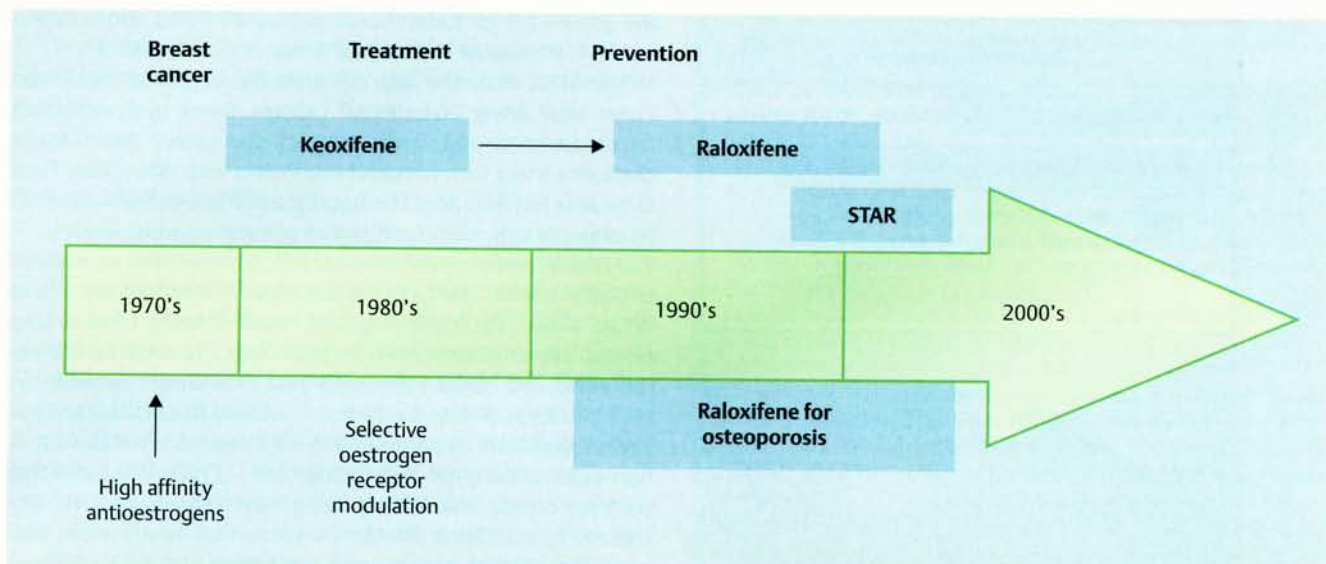 Breast
cancer
Treatment
Prevention
Keoxifene
Raloxifene
STAR
1970's
1980's
1990's
2000's
Raloxifene for
osteoporosis
High affinity
antioestrogens
Selective
oestrogen
receptor
modulation